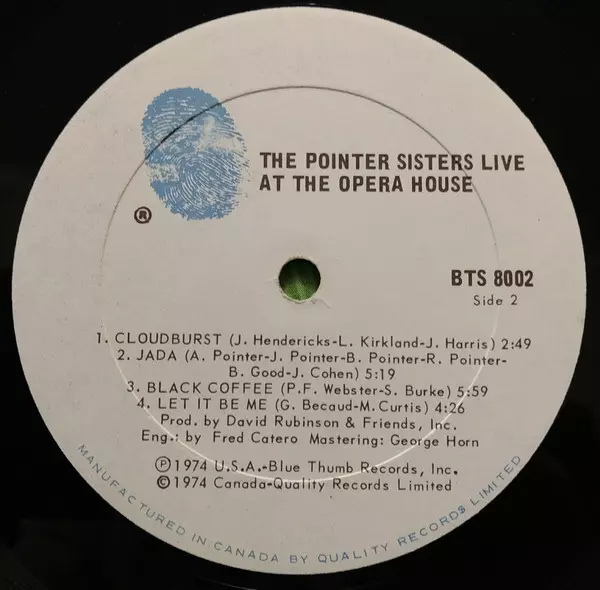 THE POINTER SISTERS LIVE
AT THE OPERA HOUSE
®
BTS 8002
Side 2
1. CLOUDBURST (J. Hendericks-L. Kirkland-J. Harris) 2:49
2. JADA (A. Pointer-J. Pointer-B. Pointer-R. Pointer-
B. Good-J. Cohen) 5:19
3. BLACK COFFEE (P.F. Webster-S. Burke) 5:59
4. LET IT BE ME (G. Becaud-M.Curtis) 4:26
Prod. by David Rubinson & Friends, Inc.
Eng.: by Fred Catero Mastering: George Horn
℗1974 U.S.A.-Blue Thumb Records, Inc.
©1974 Canada-Quality Records Limited
MANUFACTURED IN CANADA BY QUALITY RECORDS LIMITED